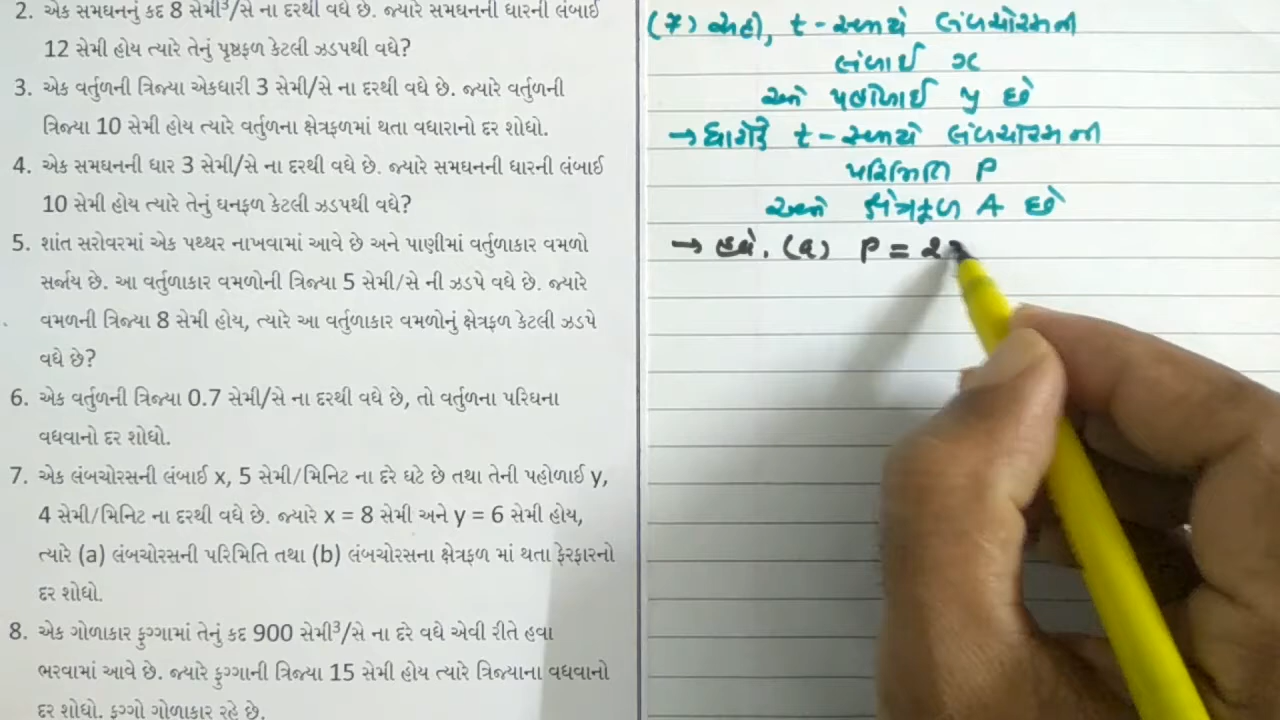 2. એક સમઘનનું કદ 8 સેમી³/સે ના દરથી વધે છે. જ્યારે સમઘનની ધારની લંબાઈ
12 સેમી હોય ત્યારે તેનું પૃષ્ઠફળ કેટલી ઝડપથી વધે?
3. એક વર્તુળની ત્રિજ્યા એકધારી 3 સેમી/સે ના દરથી વધે છે. જ્યારે વર્તુળની
ત્રિજ્યા 10 સેમી હોય ત્યારે વર્તુળના ક્ષેત્રફળમાં થતા વધારાનો દર શોધો.
4. એક સમઘનની ધાર 3 સેમી/સે ના દરથી વધે છે. જ્યારે સમઘનની ધારની લંબાઈ
10 સેમી હોય ત્યારે તેનું ઘનફળ કેટલી ઝડપથી વધે?
5. શાંત સરોવરમાં એક પથ્થર નાખવામાં આવે છે અને પાણીમાં વર્તુળાકાર વમળો
સર્જાય છે. આ વર્તુળાકાર વમળોની ત્રિજ્યા 5 સેમી/સે ની ઝડપે વધે છે. જ્યારે
વમળની ત્રિજ્યા 8 સેમી હોય, ત્યારે આ વર્તુળાકાર વમળોનું ક્ષેત્રફળ કેટલી ઝડપે
વધે છે?
6. એક વર્તુળની ત્રિજ્યા 0.7 સેમી/સે ના દરથી વધે છે, તો વર્તુળના પરિઘના
વધવાનો દર શોધો.
7. એક લંબચોરસની લંબાઈ x, 5 સેમી/મિનિટ ના દરે ઘટે છે તથા તેની પહોળાઈ y,
4 સેમી/મિનિટ ના દરથી વધે છે. જ્યારે x = 8 સેમી અને y = 6 સેમી હોય,
ત્યારે (a) લંબચોરસની પરિમિતિ તથા (b) લંબચોરસના ક્ષેત્રફળ માં થતા ફેરફારનો
દર શોધો.
8. એક ગોળાકાર ફુગ્ગામાં તેનું કદ 900 સેમી³/સે ના દરે વધે એવી રીતે હવા
ભરવામાં આવે છે. જ્યારે ફુગ્ગાની ત્રિજ્યા 15 સેમી હોય ત્યારે ત્રિજ્યાના વધવાનો
દર શોધો. ફુગ્ગો ગોળાકાર રહે છે.
(7) અહીં, t - સમયે લંબચોરસની
લંબાઈ x
અને પહોળાઈ y છે
→ ધારોકે t - સમયે લંબચોરસની
પરિમિતિ P
અને ક્ષેત્રફળ A છે
→ હવે. (a) P = 2